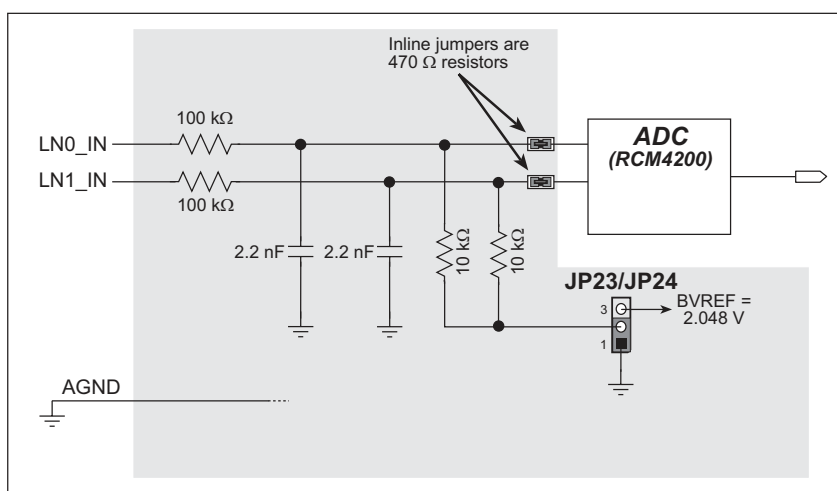 Inline jumpers are
470 Ω resistors
100 kΩ
LN0_IN
LN1_IN
100 kΩ
ADC
(RCM4200)
2.2 nF
2.2 nF
10 kΩ
10 kΩ
JP23/JP24
3
BVREF =
2.048 V
1
AGND